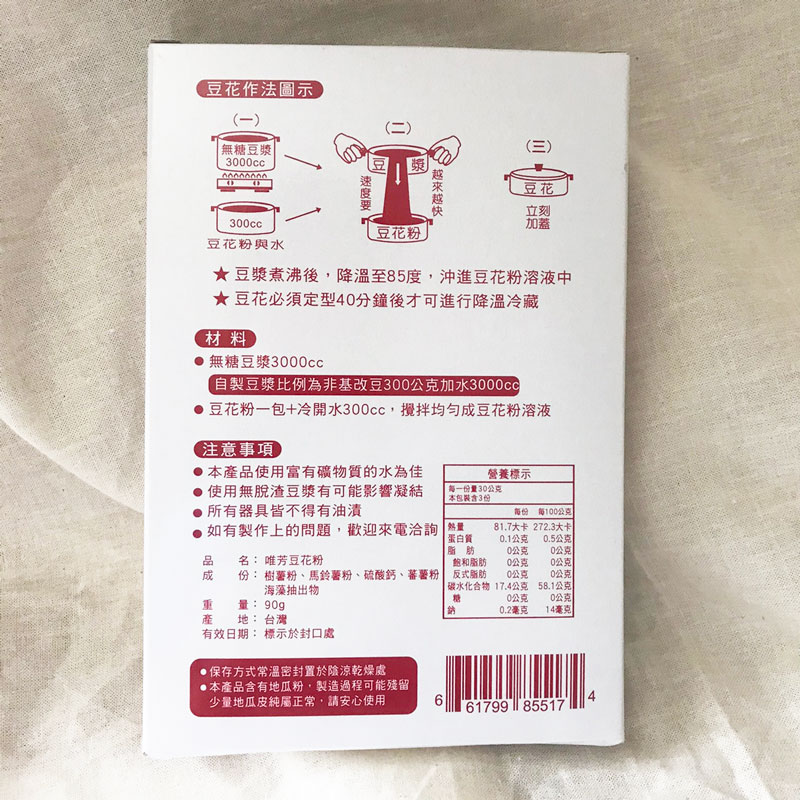 豆花作法圖示
(一)
(二)
(三)
無糖豆漿
3000cc
300cc
豆花粉與水
豆漿
速度要
越來越快
豆花粉
豆花
立刻
加蓋
★ 豆漿煮沸後，降溫至85度，沖進豆花粉溶液中
★ 豆花必須定型40分鐘後才可進行降溫冷藏
材料
● 無糖豆漿3000cc
自製豆漿比例為非基改豆300公克加水3000cc
● 豆花粉一包+冷開水300cc，攪拌均勻成豆花粉溶液
注意事項
● 本產品使用富有礦物質的水為佳
● 使用無脫渣豆漿有可能影響凝結
● 所有器具皆不得有油漬
● 如有製作上的問題，歡迎來電洽詢
品名：唯芳豆花粉
成份：樹薯粉、馬鈴薯粉、硫酸鈣、蕃薯粉
海藻抽出物
重量：90g
產地：台灣
有效日期：標示於封口處
營養標示
每一份量30公克
本包裝含3份
每份 每100公克
熱量 81.7大卡 272.3大卡
蛋白質 0.1公克 0.5公克
脂肪 0公克 0公克
飽和脂肪 0公克 0公克
反式脂肪 0公克 0公克
碳水化合物 17.4公克 58.1公克
糖 0公克 0公克
鈉 0.2毫克 14毫克
● 保存方式常溫密封置於陰涼乾燥處
● 本產品含有地瓜粉，製造過程可能殘留
少量地瓜皮純屬正常，請安心使用
6 61799 85517 4